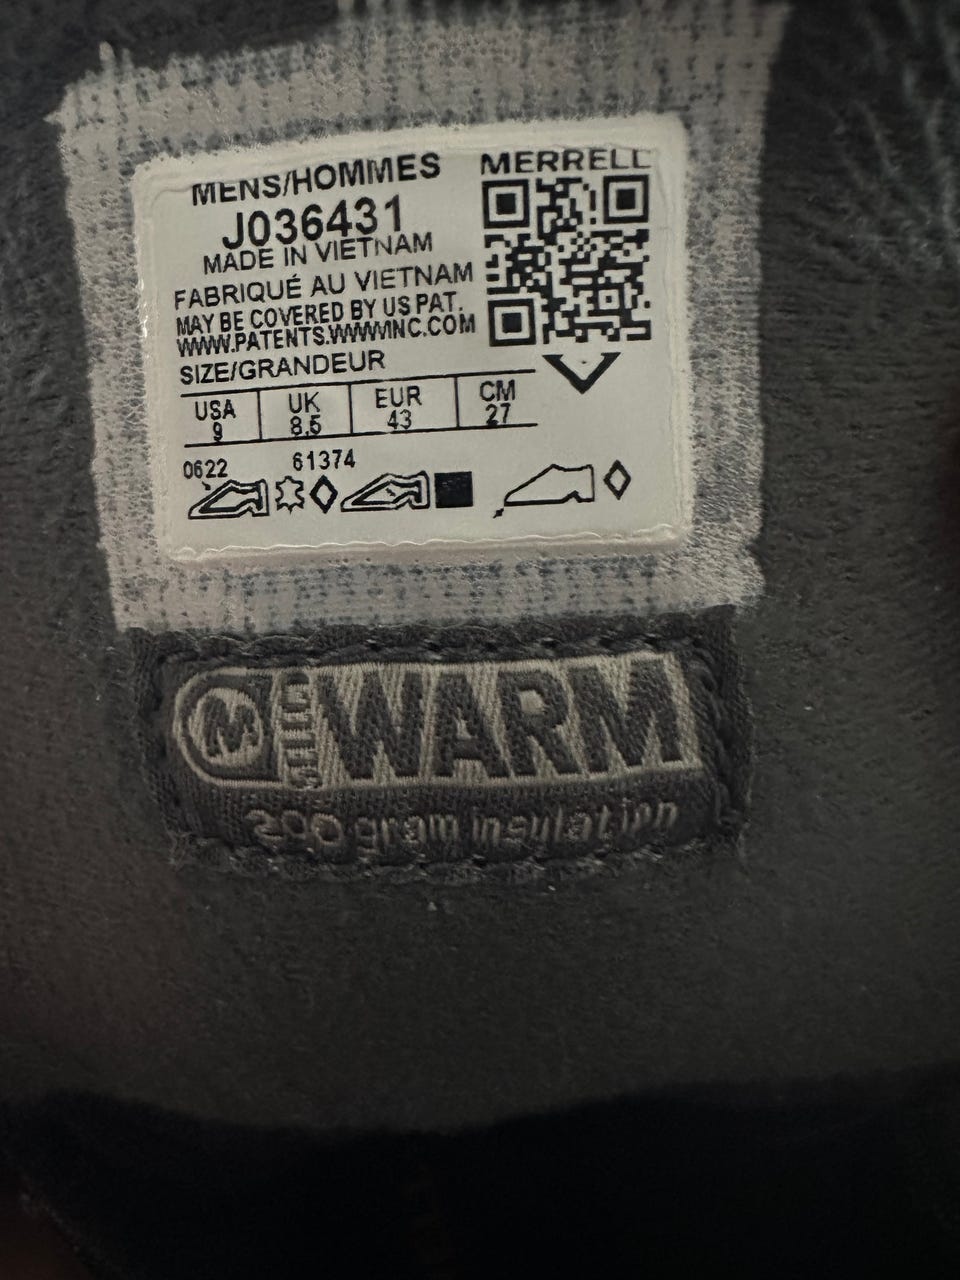 MENS/HOMMES
J036431
MADE IN VIETNAM
FABRIQUÉ AU VIETNAM
MAY BE COVERED BY US PAT.
WWW.PATENTS.WWWINC.COM
SIZE/GRANDEUR
USA UK EUR CM
9 8.5 43 27
0622 61374
MERRELL
M SELECT WARM
200 gram insulation